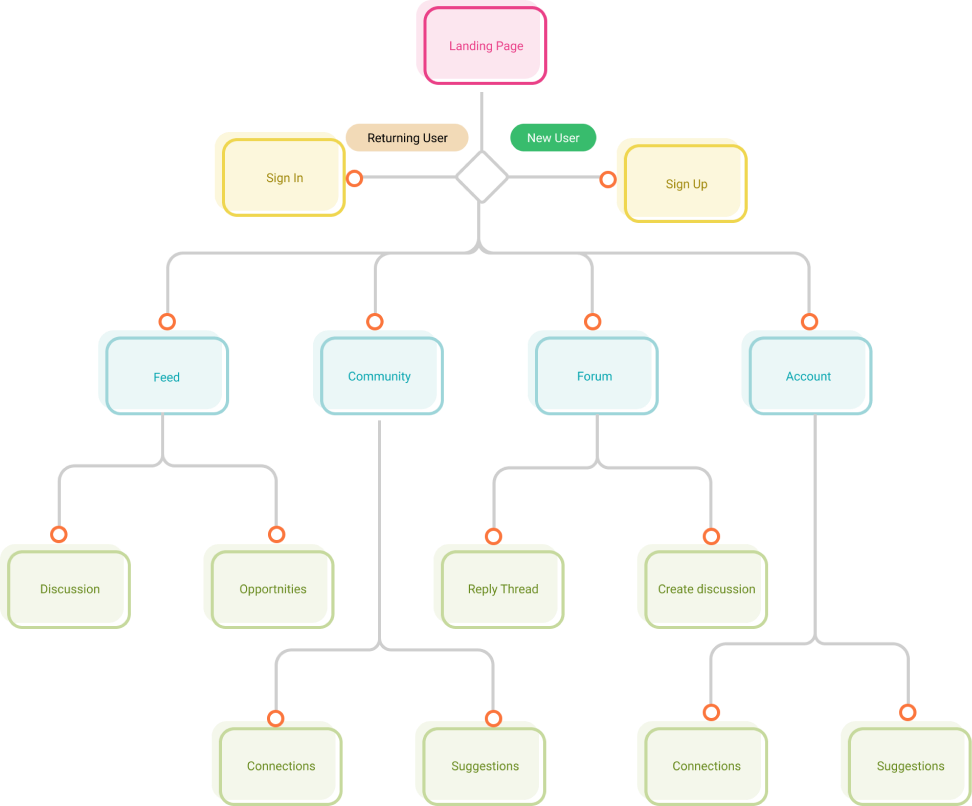 Landing Page
Returning User
New User
Sign In
Sign Up
Feed
Community
Forum
Account
Discussion
Opportnities
Reply Thread
Create discussion
Connections
Suggestions
Connections
Suggestions